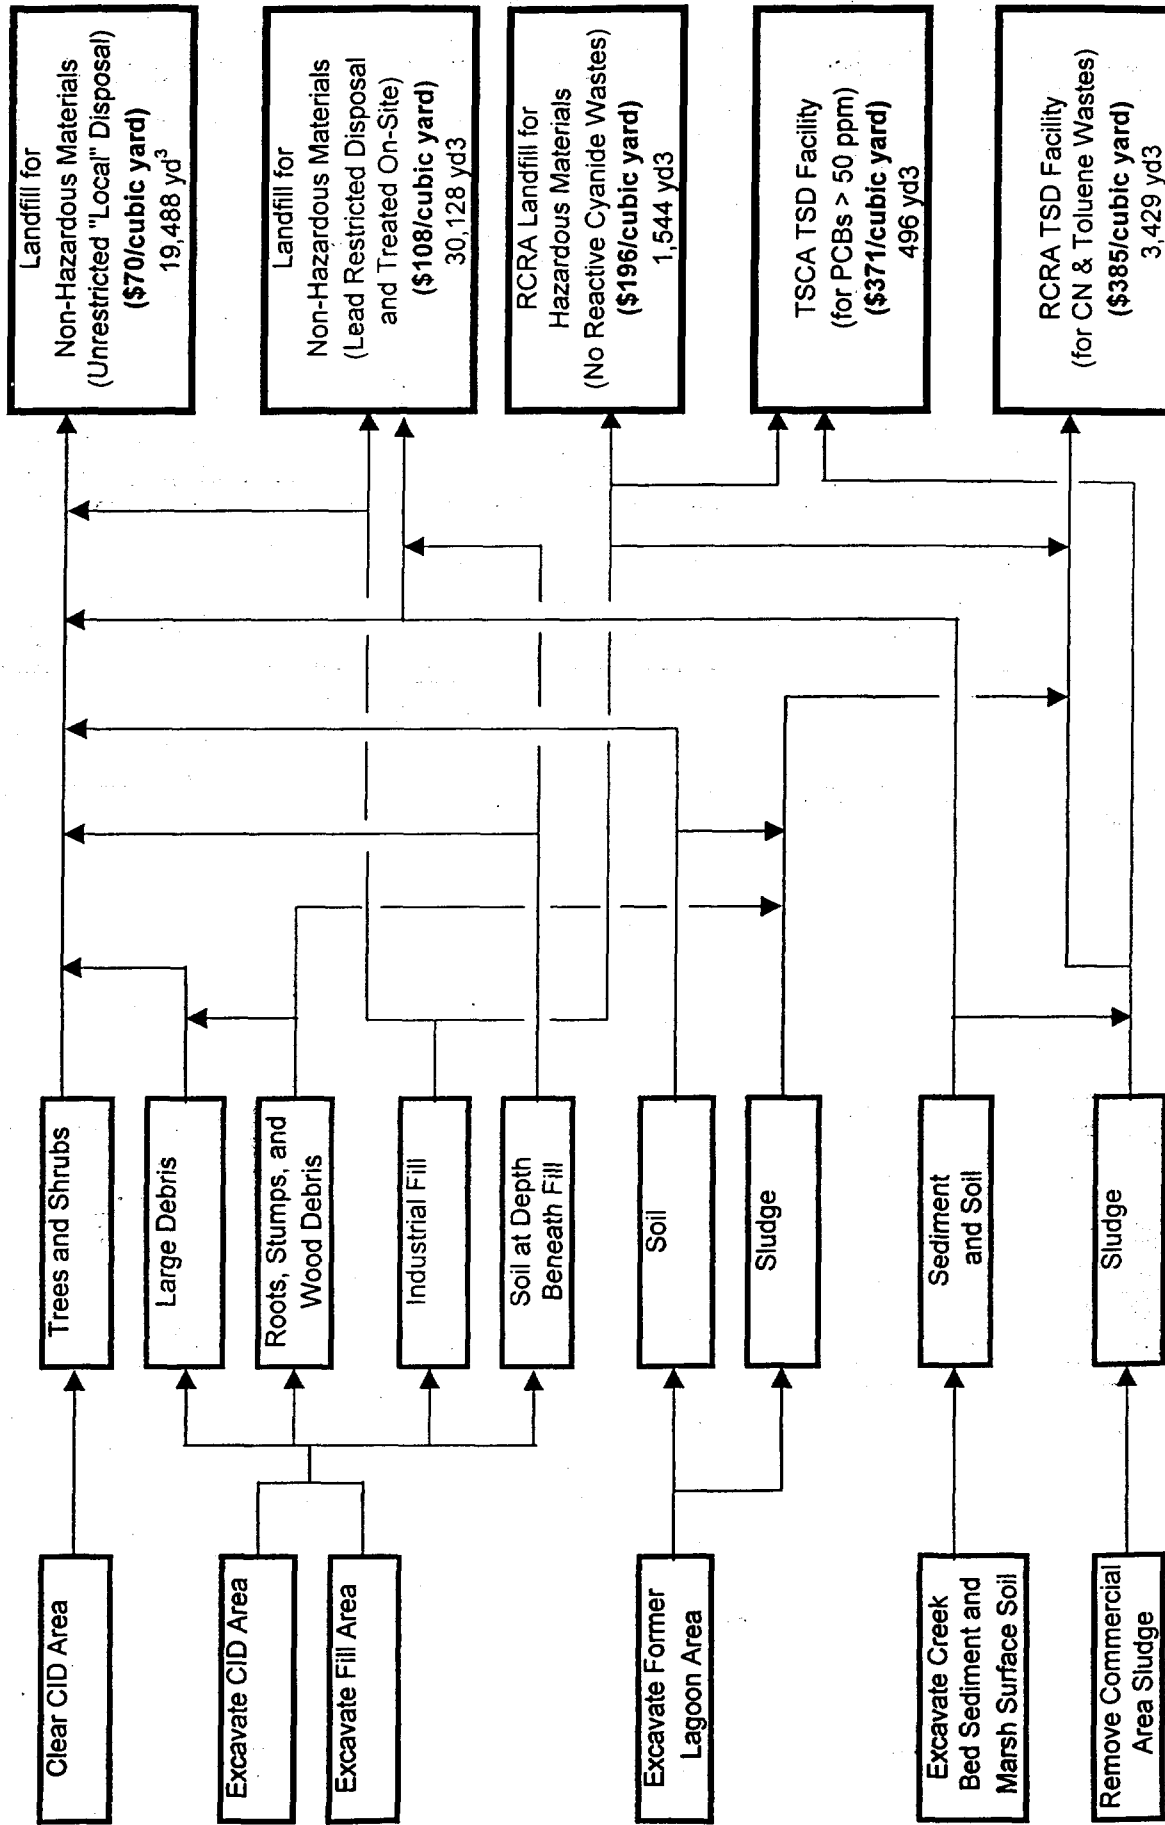 Clear CID Area
Excavate CID Area
Excavate Fill Area
Excavate Former
Lagoon Area
Excavate Creek
Bed Sediment and
Marsh Surface Soil
Remove Commercial
Area Sludge
Trees and Shrubs
Large Debris
Roots, Stumps, and
Wood Debris
Industrial Fill
Soil at Depth
Beneath Fill
Soil
Sludge
Sediment
and Soil
Sludge
Landfill for
Non-Hazardous Materials
(Unrestricted "Local" Disposal)
($70/cubic yard)
19,488 yd³
Landfill for
Non-Hazardous Materials
(Lead Restricted Disposal
and Treated On-Site)
($108/cubic yard)
30,128 yd3
RCRA Landfill for
Hazardous Materials
(No Reactive Cyanide Wastes)
($196/cubic yard)
1,544 yd3
TSCA TSD Facility
(for PCBs > 50 ppm)
($371/cubic yard)
496 yd3
RCRA TSD Facility
(for CN & Toluene Wastes)
($385/cubic yard)
3,429 yd3